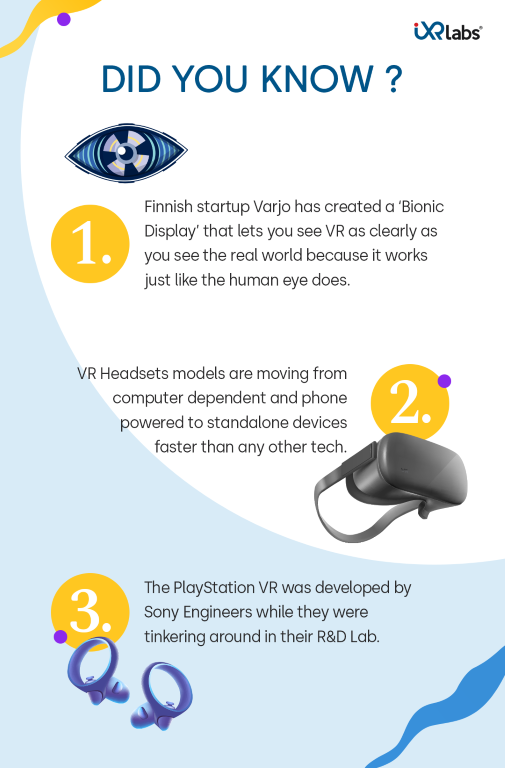 iXRlabs®
DID YOU KNOW ?
1.
Finnish startup Varjo has created a ‘Bionic
Display’ that lets you see VR as clearly as
you see the real world because it works
just like the human eye does.
2.
VR Headsets models are moving from
computer dependent and phone
powered to standalone devices
faster than any other tech.
3.
The PlayStation VR was developed by
Sony Engineers while they were
tinkering around in their R&D Lab.